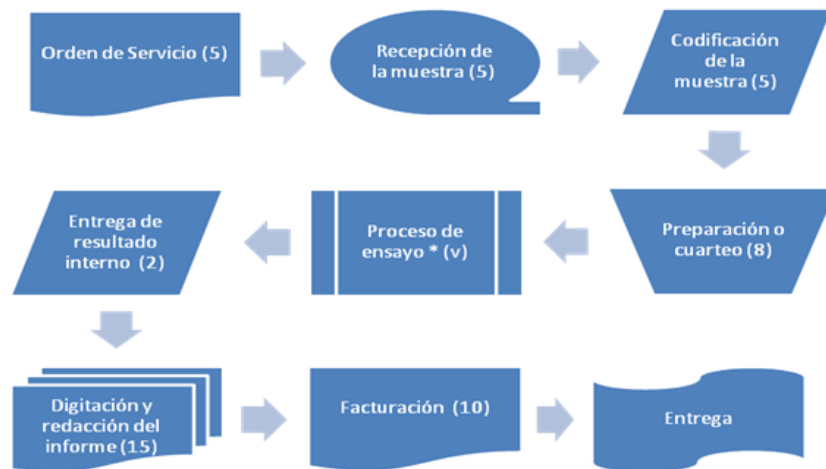 Orden de Servicio (5)
Recepción de
la muestra (5)
Codificación
de la
muestra (5)
Entrega de
resultado
interno (2)
Proceso de
ensayo * (v)
Preparación o
cuarteo (8)
Digitación y
redacción del
informe (15)
Facturación (10)
Entrega